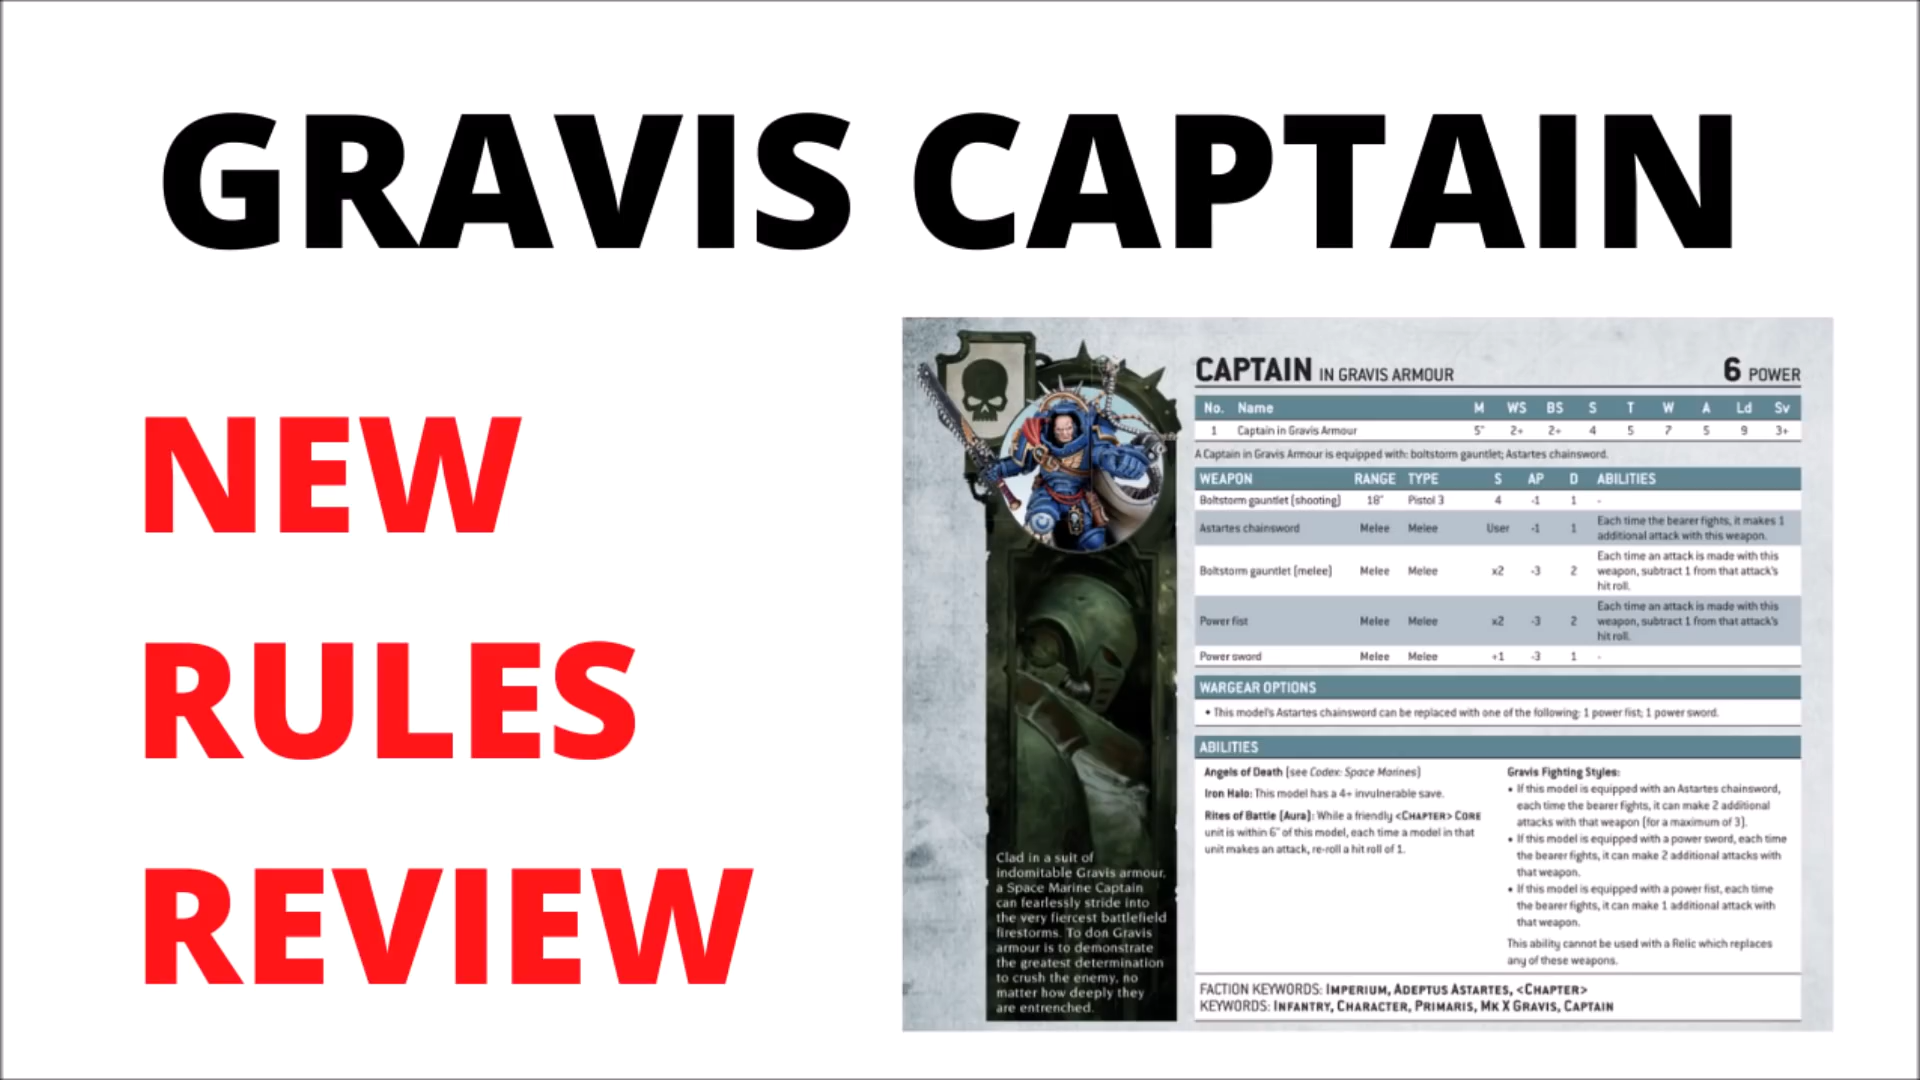 GRAVIS CAPTAIN
NEW
RULES
REVIEW
CAPTAIN IN GRAVIS ARMOUR 6 POWER
No. Name M WS BS S T W A Ld Sv
1 Captain in Gravis Armour 5" 2+ 2+ 4 5 7 5 9 3+
A Captain in Gravis Armour is equipped with: boltstorm gauntlet; Astartes chainsword.
WEAPON RANGE TYPE S AP D ABILITIES
Boltstorm gauntlet (shooting) 18" Pistol 3 4 -1 1 -
Astartes chainsword Melee Melee User -1 1 Each time the bearer fights, it makes 1
additional attack with this weapon.
Boltstorm gauntlet (melee) Melee Melee x2 -3 2 Each time an attack is made with this
weapon, subtract 1 from that attack's
hit roll.
Power fist Melee Melee x2 -3 2 Each time an attack is made with this
weapon, subtract 1 from that attack's
hit roll.
Power sword Melee Melee +1 -3 1 -
WARGEAR OPTIONS
• This model's Astartes chainsword can be replaced with one of the following: 1 power fist; 1 power sword.
ABILITIES
Angels of Death (see Codex: Space Marines)
Iron Halo: This model has a 4+ invulnerable save.
Rites of Battle (Aura): While a friendly <CHAPTER> CORE
unit is within 6" of this model, each time a model in that
unit makes an attack, re-roll a hit roll of 1.
Gravis Fighting Styles:
• If this model is equipped with an Astartes chainsword,
each time the bearer fights, it can make 2 additional
attacks with that weapon (for a maximum of 3).
• If this model is equipped with a power sword, each time
the bearer fights, it can make 2 additional attacks with
that weapon.
• If this model is equipped with a power fist, each time
the bearer fights, it can make 1 additional attack with
that weapon.
This ability cannot be used with a Relic which replaces
any of these weapons.
Clad in a suit of
indomitable Gravis armour,
a Space Marine Captain
can fearlessly stride into
the very fiercest battlefield
firestorms. To don Gravis
armour is to demonstrate
the greatest determination
to crush the enemy, no
matter how deeply they
are entrenched.
FACTION KEYWORDS: IMPERIUM, ADEPTUS ASTARTES, <CHAPTER>
KEYWORDS: INFANTRY, CHARACTER, PRIMARIS, MK X GRAVIS, CAPTAIN